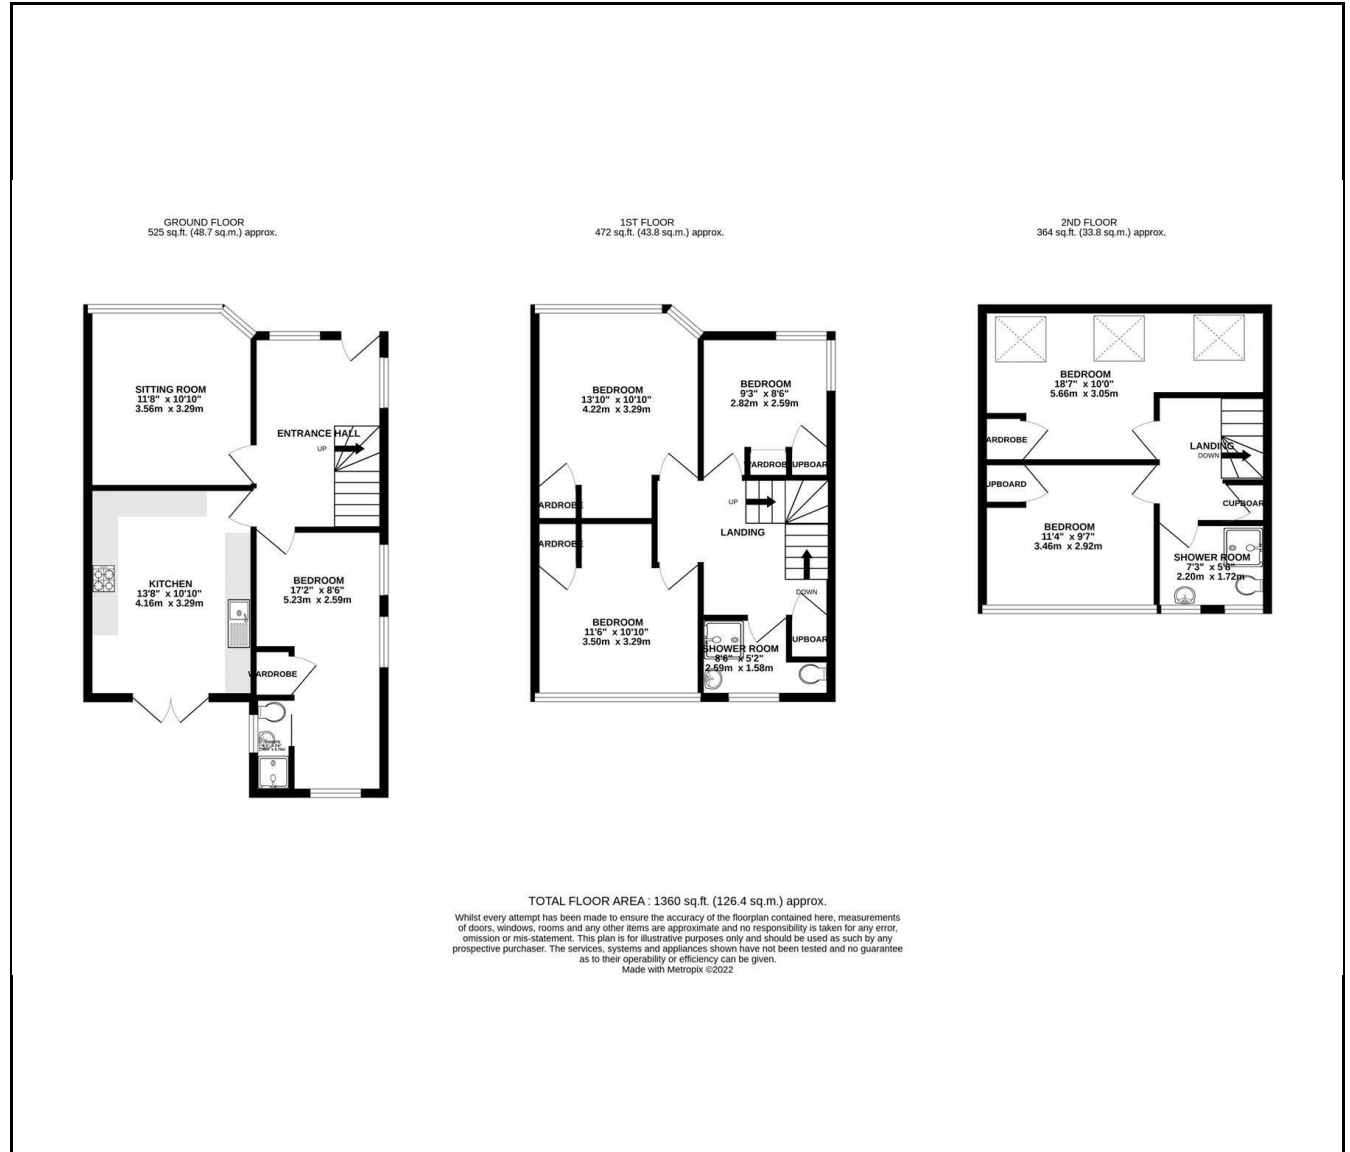 GROUND FLOOR
525 sq.ft. (48.7 sq.m.) approx.
SITTING ROOM
11'8" x 10'10"
3.56m x 3.29m
ENTRANCE HALL
UP
KITCHEN
13'8" x 10'10"
4.16m x 3.29m
BEDROOM
17'2" x 8'6"
5.23m x 2.59m
WARDROBE
1ST FLOOR
472 sq.ft. (43.8 sq.m.) approx.
BEDROOM
13'10" x 10'10"
4.22m x 3.29m
BEDROOM
9'3" x 8'6"
2.82m x 2.59m
WARDROBE
UPBOAR
ARDROBE
UP
LANDING
ARDROBE
DOWN
BEDROOM
11'6" x 10'10"
3.50m x 3.29m
UPBOAR
SHOWER ROOM
8'6" x 5'2"
2.59m x 1.58m
2ND FLOOR
364 sq.ft. (33.8 sq.m.) approx.
BEDROOM
18'7" x 10'0"
5.66m x 3.05m
ARDROBE
LANDING
DOWN
UPBOARD
CUPBOARD
BEDROOM
11'4" x 9'7"
3.46m x 2.92m
SHOWER ROOM
7'3" x 5'8"
2.20m x 1.72m
TOTAL FLOOR AREA : 1360 sq.ft. (126.4 sq.m.) approx.
Whilst every attempt has been made to ensure the accuracy of the floorplan contained here, measurements
of doors, windows, rooms and any other items are approximate and no responsibility is taken for any error,
omission or mis-statement. This plan is for illustrative purposes only and should be used as such by any
prospective purchaser. The services, systems and appliances shown have not been tested and no guarantee
as to their operability or efficiency can be given.
Made with Metropix ©2022